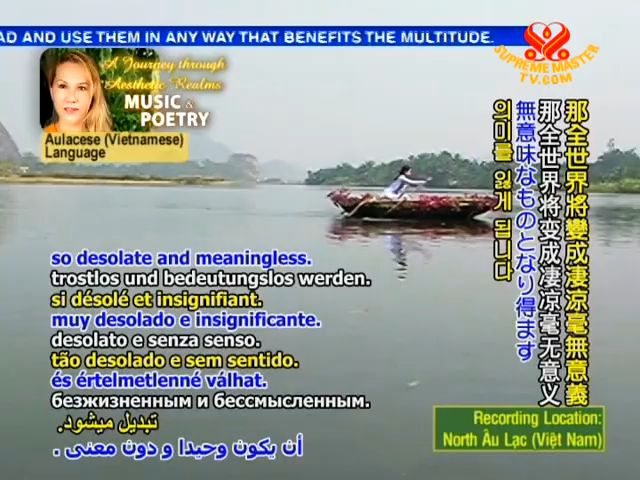 AD AND USE THEM IN ANY WAY THAT BENEFITS THE MULTITUDE.
SUPREME MASTER
TV.COM
A Journey through
Aesthetic Realms
MUSIC &
POETRY
Aulacese (Vietnamese)
Language
那全世界將變成淒涼毫無意義
那全世界将变成凄凉毫无意义
無意味なものとなり得ます
의미를 잃게 됩니다
so desolate and meaningless.
trostlos und bedeutungslos werden.
si désolé et insignifiant.
muy desolado e insignificante.
desolato e senza senso.
tão desolado e sem sentido.
és értelmetlenné válhat.
безжизненным и бессмысленным.
تبدیل میشود.
أن يكون وحيدا و دون معنى .
Recording Location:
North Âu Lạc (Việt Nam)